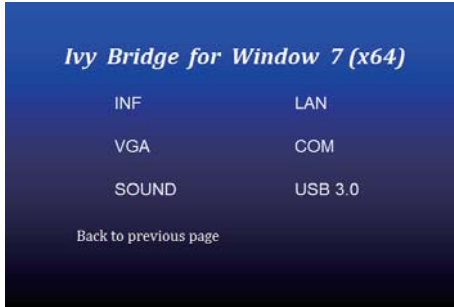 Ivy Bridge for Window 7 (x64)
INF LAN
VGA COM
SOUND USB 3.0
Back to previous page